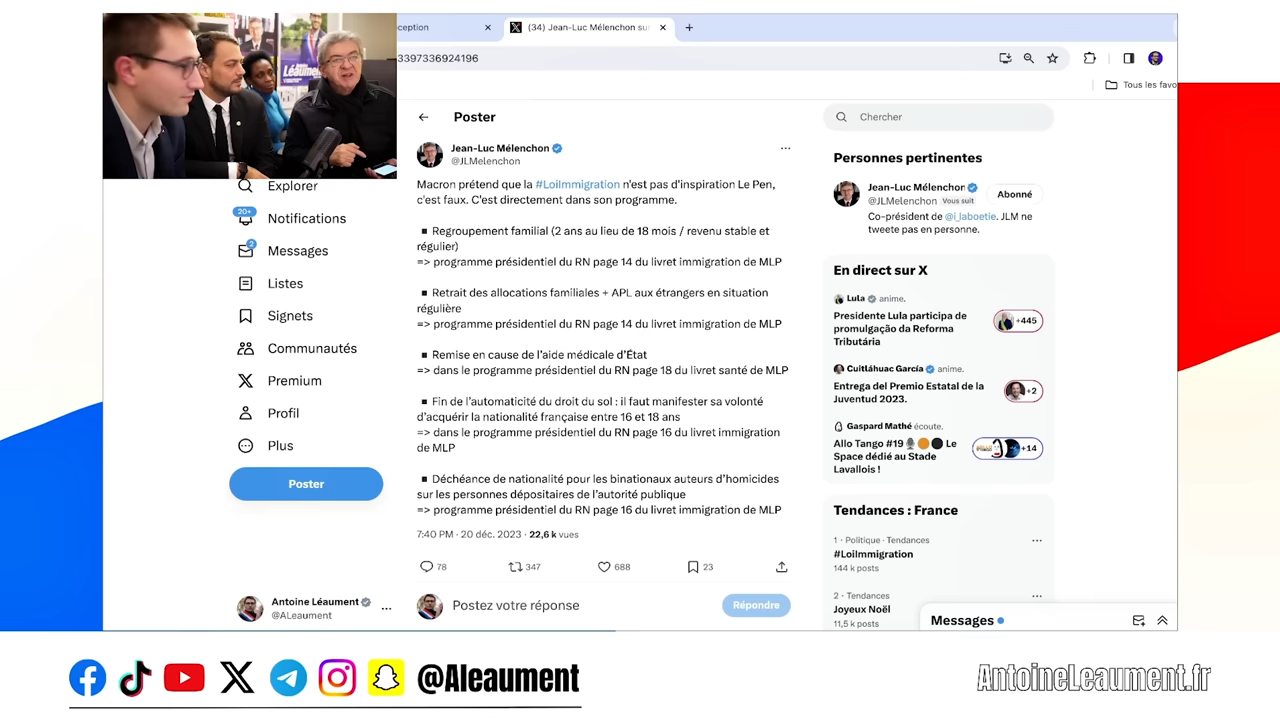 ception
(34) Jean-Luc Mélenchon sur
3397336924196
Tous les favo
Léaument
Explorer
20+
Notifications
2
Messages
Listes
Signets
Communautés
Premium
Profil
Plus
Poster
Antoine Léaument
@ALeaument
Poster
Jean-Luc Mélenchon
@JLMelenchon
Macron prétend que la #LoiImmigration n'est pas d'inspiration Le Pen,
c'est faux. C'est directement dans son programme.
▪ Regroupement familial (2 ans au lieu de 18 mois / revenu stable et
régulier)
=> programme présidentiel du RN page 14 du livret immigration de MLP
▪ Retrait des allocations familiales + APL aux étrangers en situation
régulière
=> programme présidentiel du RN page 14 du livret immigration de MLP
▪ Remise en cause de l'aide médicale d'État
=> dans le programme présidentiel du RN page 18 du livret santé de MLP
▪ Fin de l'automaticité du droit du sol : il faut manifester sa volonté
d'acquérir la nationalité française entre 16 et 18 ans
=> dans le programme présidentiel du RN page 16 du livret immigration
de MLP
▪ Déchéance de nationalité pour les binationaux auteurs d'homicides
sur les personnes dépositaires de l'autorité publique
=> programme présidentiel du RN page 16 du livret immigration de MLP
7:40 PM · 20 déc. 2023 · 22,6 k vues
78 347 688 23
Postez votre réponse
Répondre
Chercher
Personnes pertinentes
Jean-Luc Mélenchon
@JLMelenchon Vous suit
Abonné
Co-président de @i_laboetie. JLM ne
tweete pas en personne.
En direct sur X
Lula anime.
Presidente Lula participa de
promulgação da Reforma
Tributária
+445
Cuitláhuac García anime.
Entrega del Premio Estatal de la
Juventud 2023.
+2
Gaspard Mathé écoute.
Allo Tango #19🎙️🟠⚫ Le
Space dédié au Stade
Lavallois !
+14
Tendances : France
1 · Politique · Tendances
#LoiImmigration
144 k posts
2 · Tendances
Joyeux Noël
11,5 k posts
Messages
@Aleaument
AntoineLeaument.fr